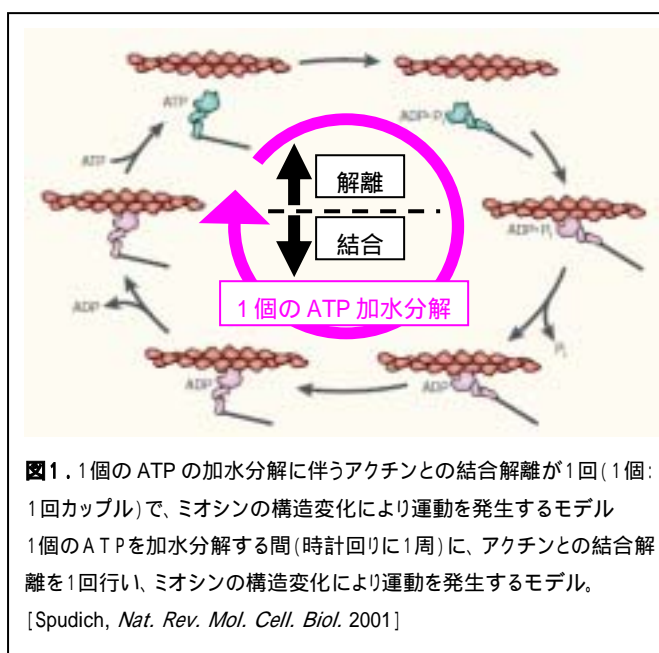 ATP
ADP•Pi
ATP
解離
結合
ADP•Pi
1個の ATP 加水分解
ADP
Pi
ADP
ADP
図1.1個の ATP の加水分解に伴うアクチンとの結合解離が1回(1個:
1回カップル)で、ミオシンの構造変化により運動を発生するモデル
1個のATPを加水分解する間(時計回りに1周)に、アクチンとの結合解
離を1回行い、ミオシンの構造変化により運動を発生するモデル。
[Spudich, Nat. Rev. Mol. Cell. Biol. 2001]